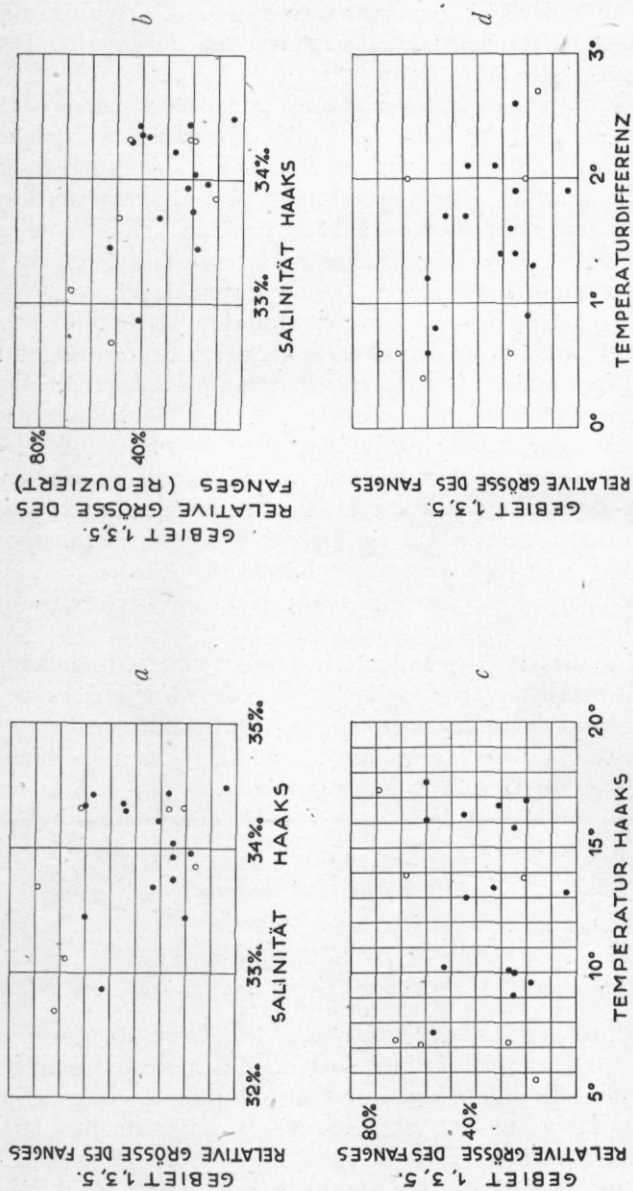 a
GEBIET 1,3,5.
RELATIVE GRÖSSE DES FANGES
32‰ 33‰ 34‰ 35‰
SALINITÄT HAAKS
b
GEBIET 1,3,5.
RELATIVE GRÖSSE DES
FANGES (REDUZIERT)
80%
40%
33‰ 34‰
SALINITÄT HAAKS
c
GEBIET 1,3,5.
RELATIVE GRÖSSE DES FANGES
80%
40%
5° 10° 15° 20°
TEMPERATUR HAAKS
d
GEBIET 1,3,5.
RELATIVE GRÖSSE DES FANGES
0° 1° 2° 3°
TEMPERATURDIFFERENZ